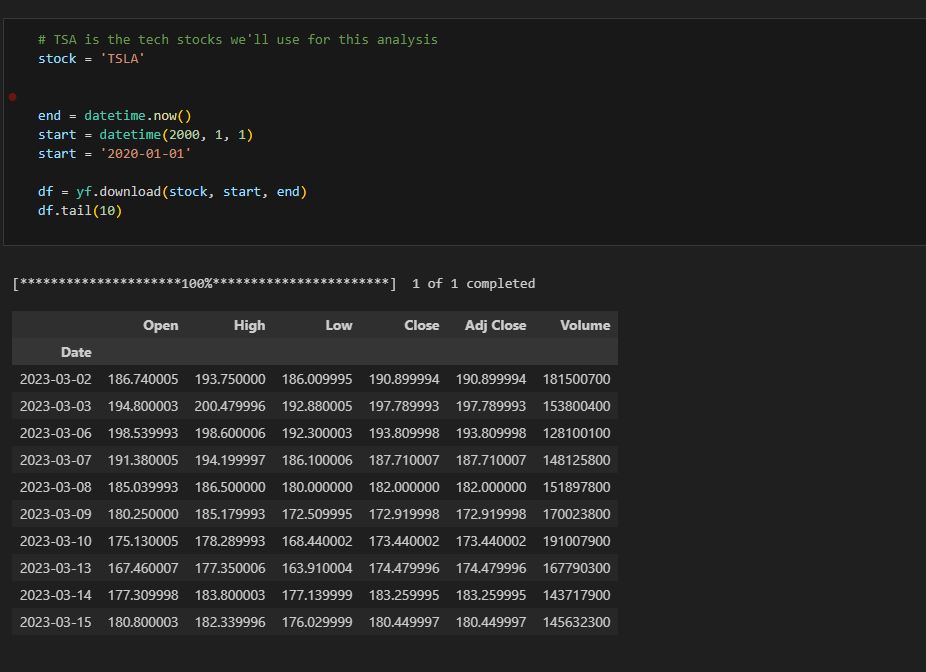 # TSA is the tech stocks we'll use for this analysis
stock = 'TSLA'
end = datetime.now()
start = datetime(2000, 1, 1)
start = '2020-01-01'
df = yf.download(stock, start, end)
df.tail(10)
[*********************100%***********************]  1 of 1 completed
Open High Low Close Adj Close Volume
Date
2023-03-02 186.740005 193.750000 186.009995 190.899994 190.899994 181500700
2023-03-03 194.800003 200.479996 192.880005 197.789993 197.789993 153800400
2023-03-06 198.539993 198.600006 192.300003 193.809998 193.809998 128100100
2023-03-07 191.380005 194.199997 186.100006 187.710007 187.710007 148125800
2023-03-08 185.039993 186.500000 180.000000 182.000000 182.000000 151897800
2023-03-09 180.250000 185.179993 172.509995 172.919998 172.919998 170023800
2023-03-10 175.130005 178.289993 168.440002 173.440002 173.440002 191007900
2023-03-13 167.460007 177.350006 163.910004 174.479996 174.479996 167790300
2023-03-14 177.309998 183.800003 177.139999 183.259995 183.259995 143717900
2023-03-15 180.800003 182.339996 176.029999 180.449997 180.449997 145632300